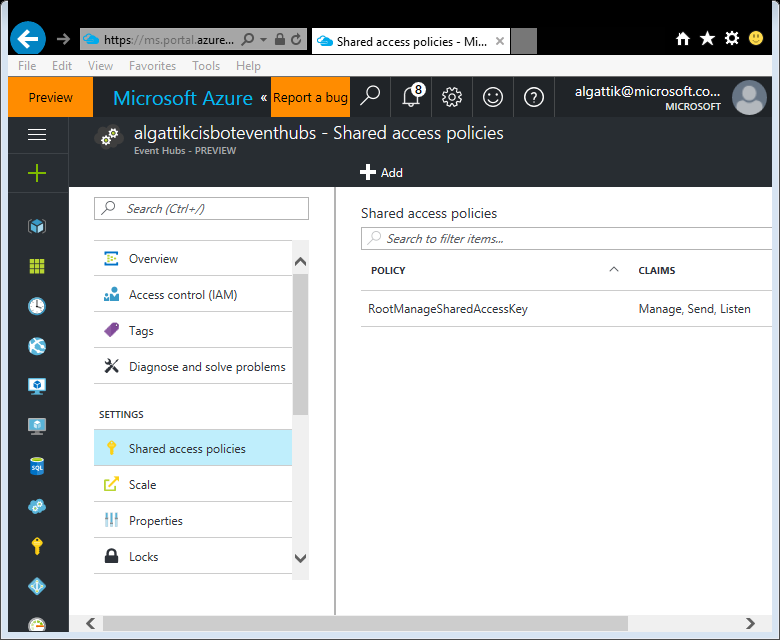 https://ms.portal.azure...
Shared access policies - Mi...
File Edit View Favorites Tools Help
Preview
Microsoft Azure «
Report a bug
8
algattik@microsoft.co...
MICROSOFT
algattikcisboteventhubs - Shared access policies
Event Hubs - PREVIEW
Add
Search (Ctrl+/)
Overview
Access control (IAM)
Tags
Diagnose and solve problems
SETTINGS
Shared access policies
Scale
Properties
Locks
Shared access policies
Search to filter items...
POLICY CLAIMS
RootManageSharedAccessKey Manage, Send, Listen
SQL